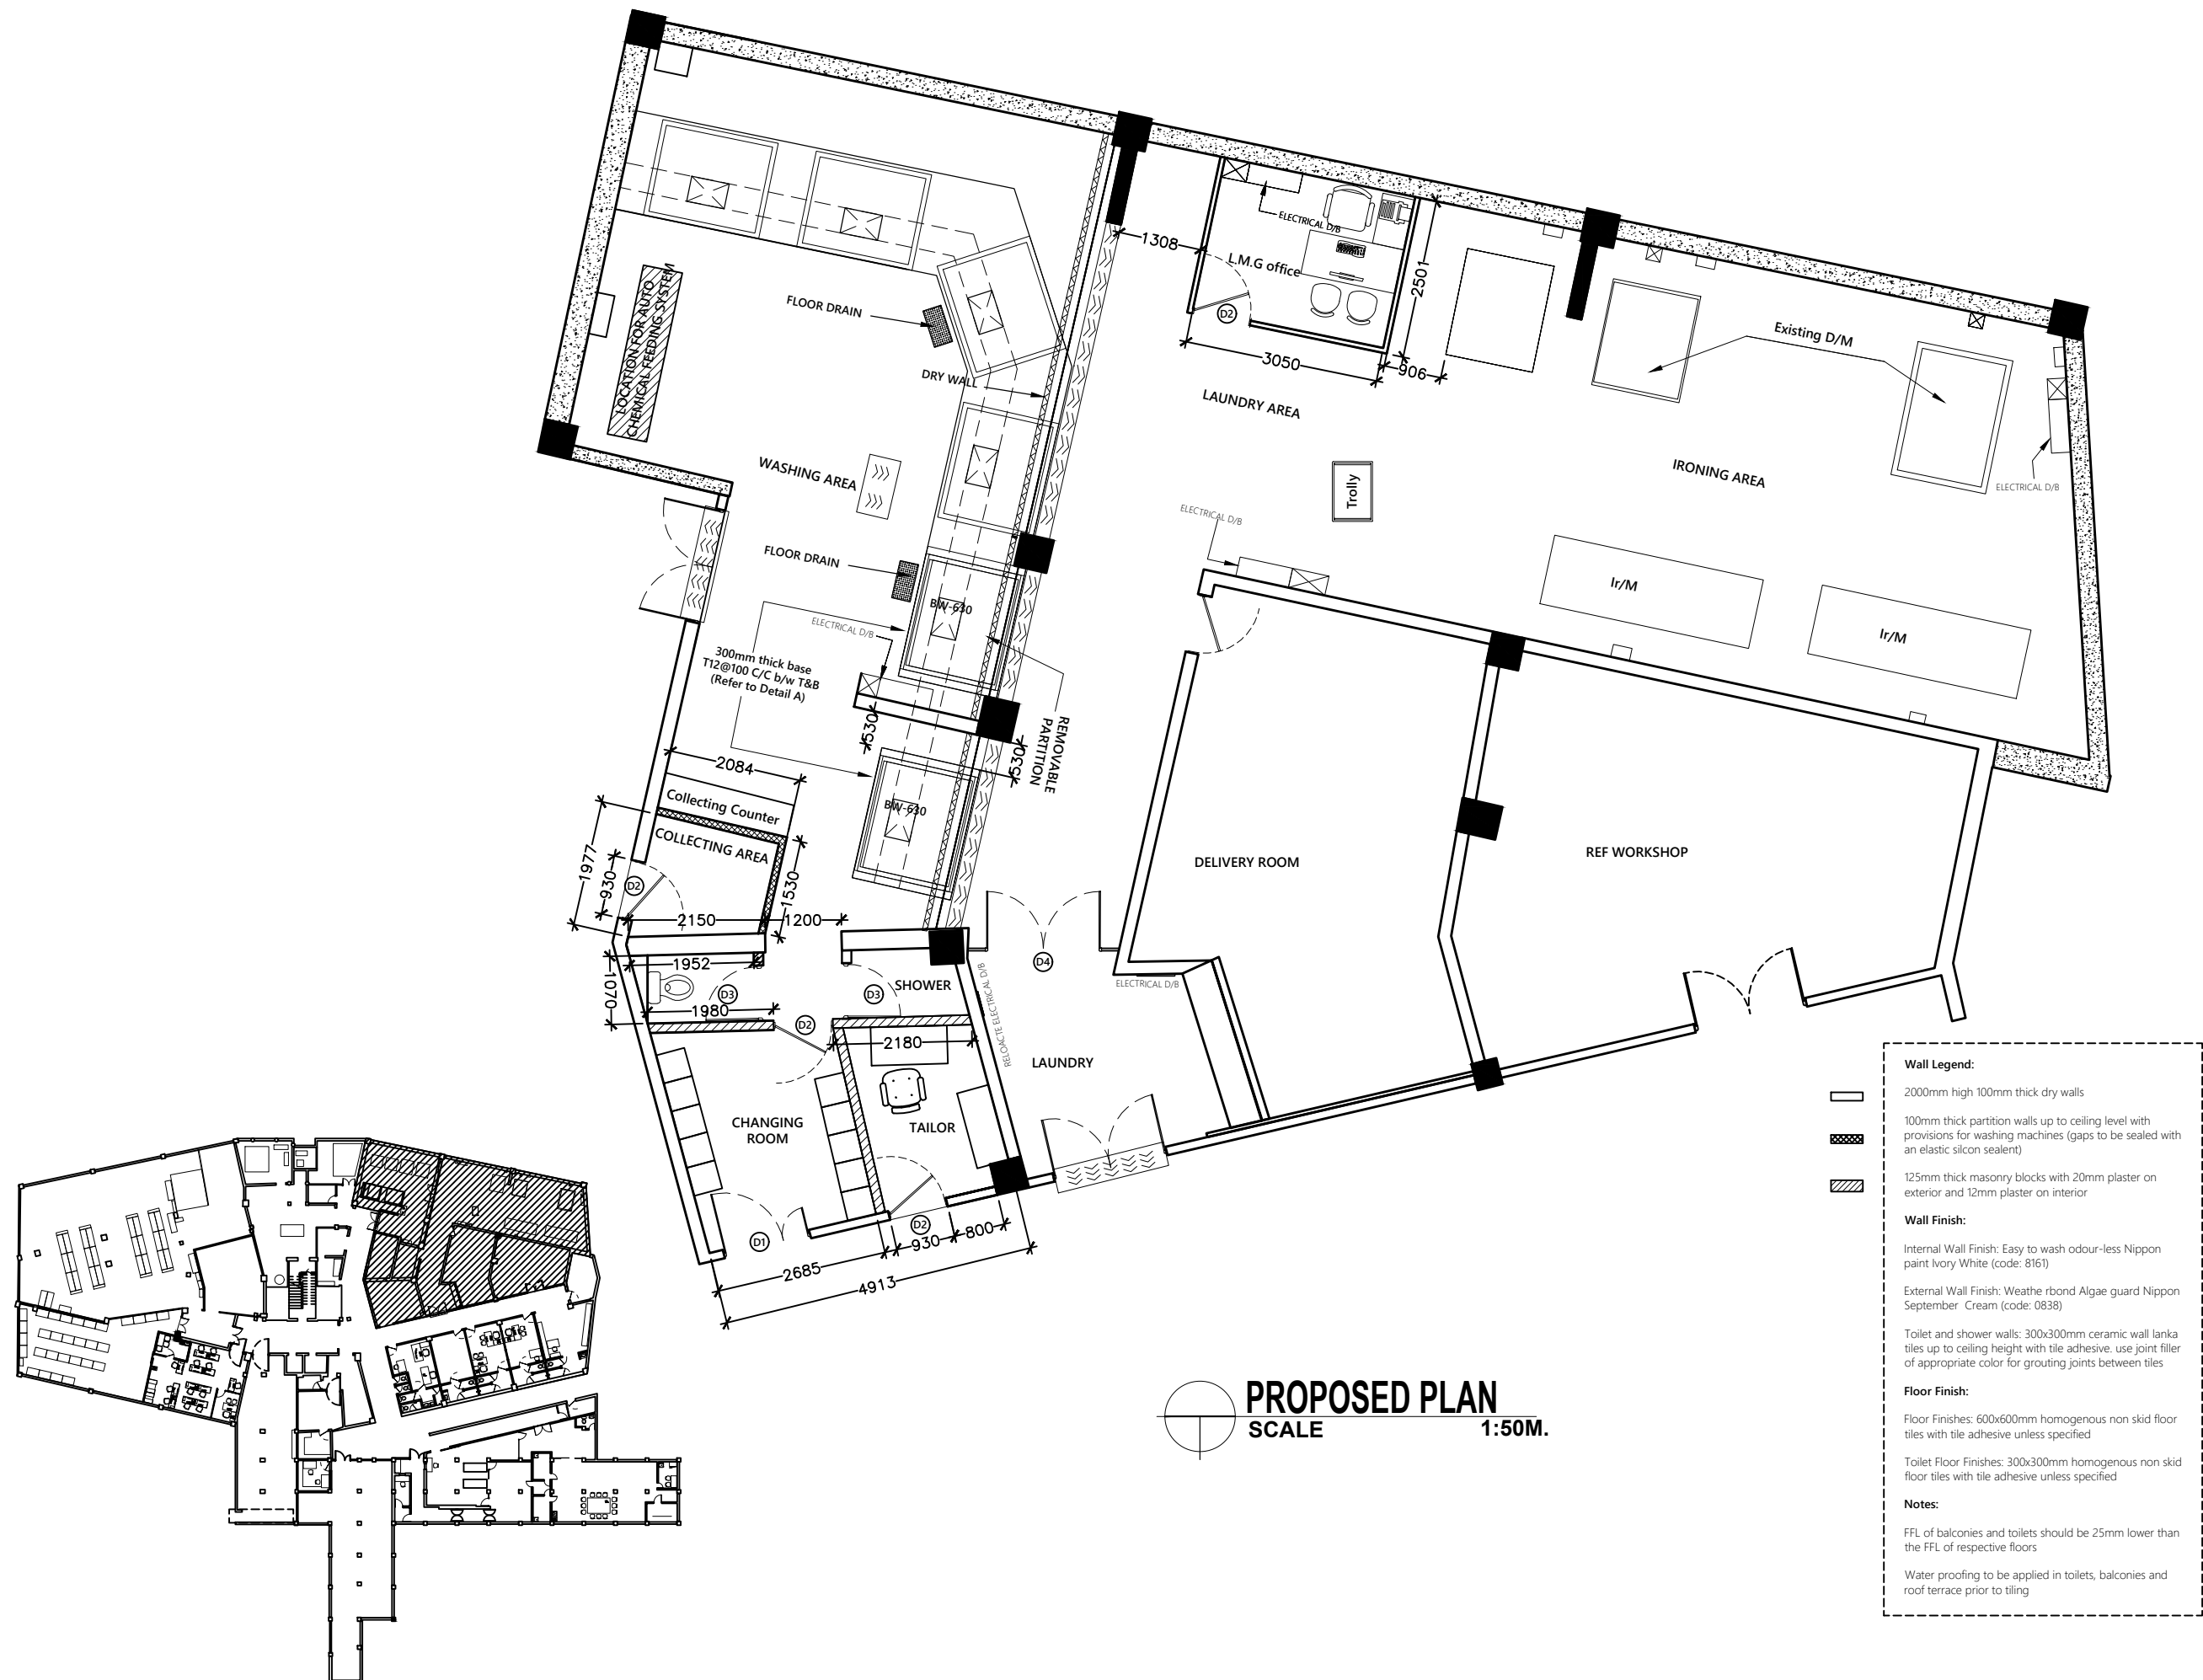 1308
ELECTRICAL D/B
L.M.G office
2501
D2
3050
906
Existing D/M
LOCATION FOR AUTO
CHEMICAL FEEDING SYSTEM
FLOOR DRAIN
DRY WALL
LAUNDRY AREA
WASHING AREA
IRONING AREA
Trolly
ELECTRICAL D/B
ELECTRICAL D/B
FLOOR DRAIN
BW-630
Ir/M
Ir/M
ELECTRICAL D/B
300mm thick base
T12@100 C/C b/w T&B
(Refer to Detail A)
530
530
REMOVABLE
PARTITION
2084
Collecting Counter
BW-630
COLLECTING AREA
1977
930
D2
1530
2150
1200
DELIVERY ROOM
REF WORKSHOP
1952
1070
D3
D3
SHOWER
D4
RELOACTE ELECTRICAL D/B
ELECTRICAL D/B
1980
D2
2180
LAUNDRY
CHANGING
ROOM
TAILOR
D1
D2
930
800
2685
4913
Wall Legend:
2000mm high 100mm thick dry walls
100mm thick partition walls up to ceiling level with
provisions for washing machines (gaps to be sealed with
an elastic silcon sealent)
125mm thick masonry blocks with 20mm plaster on
exterior and 12mm plaster on interior
Wall Finish:
Internal Wall Finish: Easy to wash odour-less Nippon
paint Ivory White (code: 8161)
External Wall Finish: Weathe rbond Algae guard Nippon
September Cream (code: 0838)
Toilet and shower walls: 300x300mm ceramic wall lanka
tiles up to ceiling height with tile adhesive. use joint filler
of appropriate color for grouting joints between tiles
Floor Finish:
Floor Finishes: 600x600mm homogenous non skid floor
tiles with tile adhesive unless specified
Toilet Floor Finishes: 300x300mm homogenous non skid
floor tiles with tile adhesive unless specified
Notes:
FFL of balconies and toilets should be 25mm lower than
the FFL of respective floors
Water proofing to be applied in toilets, balconies and
roof terrace prior to tiling
PROPOSED PLAN
SCALE 1:50M.